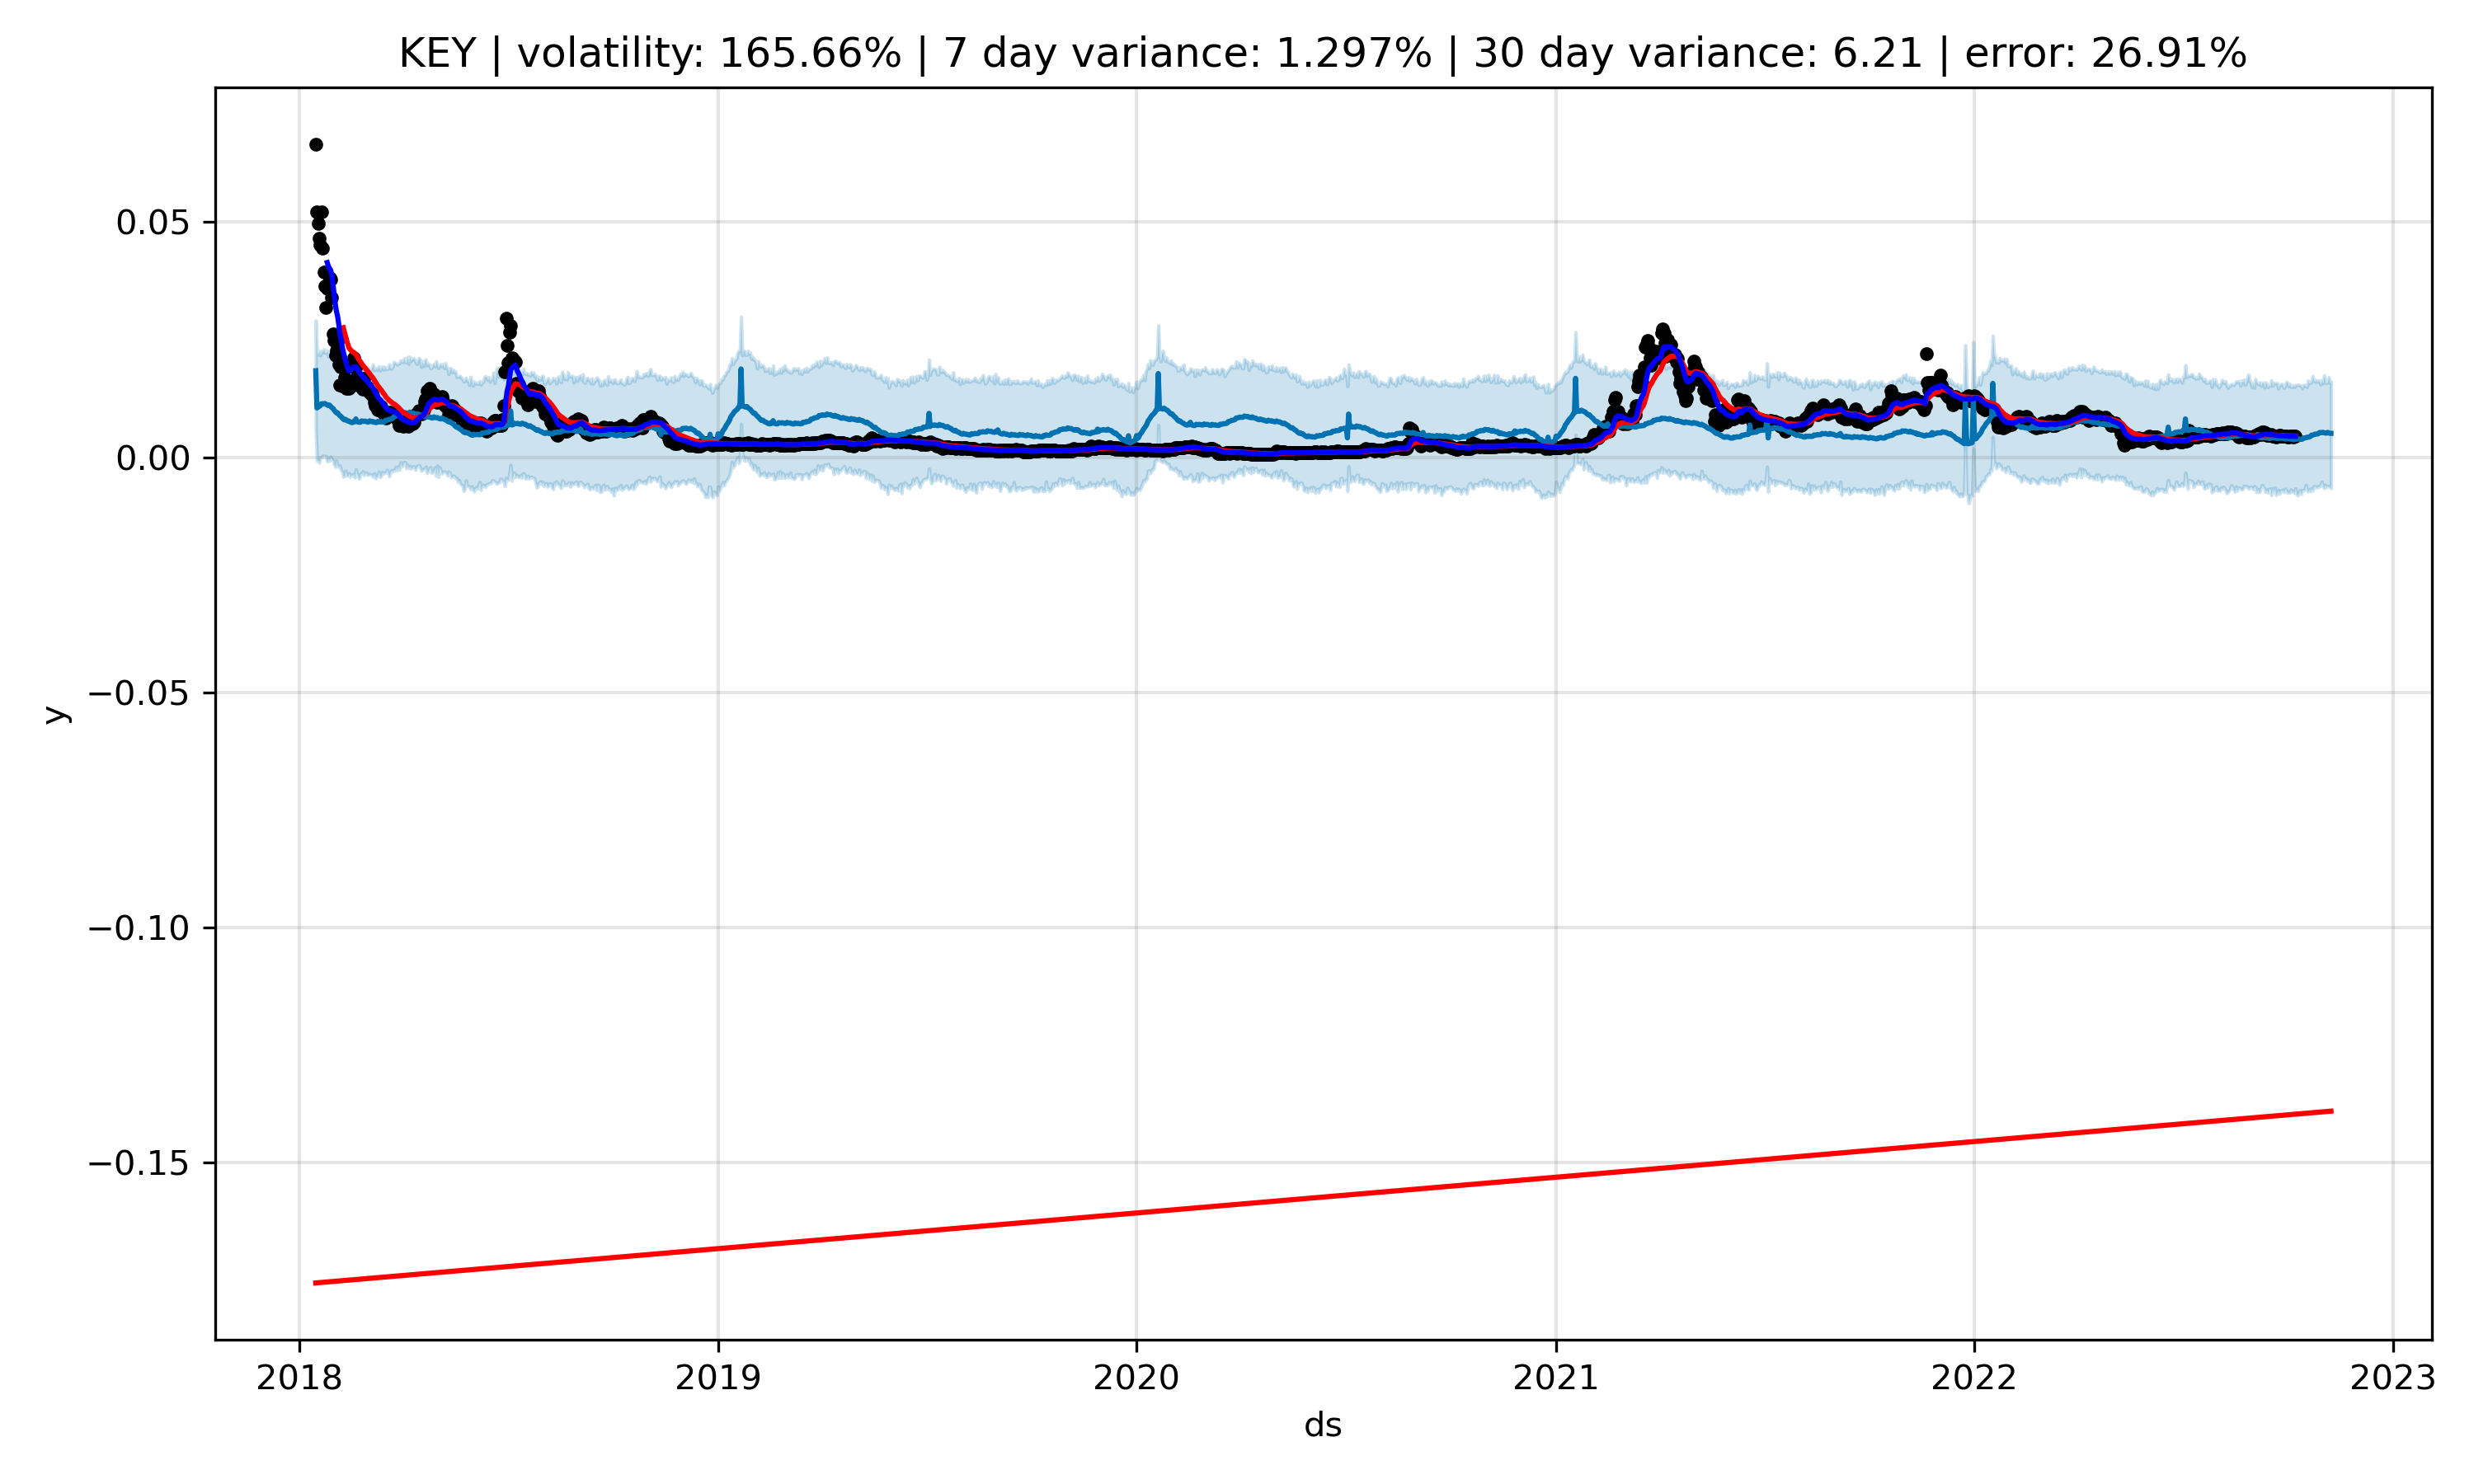 KEY | volatility: 165.66% | 7 day variance: 1.297% | 30 day variance: 6.21 | error: 26.91%
0.05
0.00
−0.05
−0.10
−0.15
y
2018 2019 2020 2021 2022 2023
ds